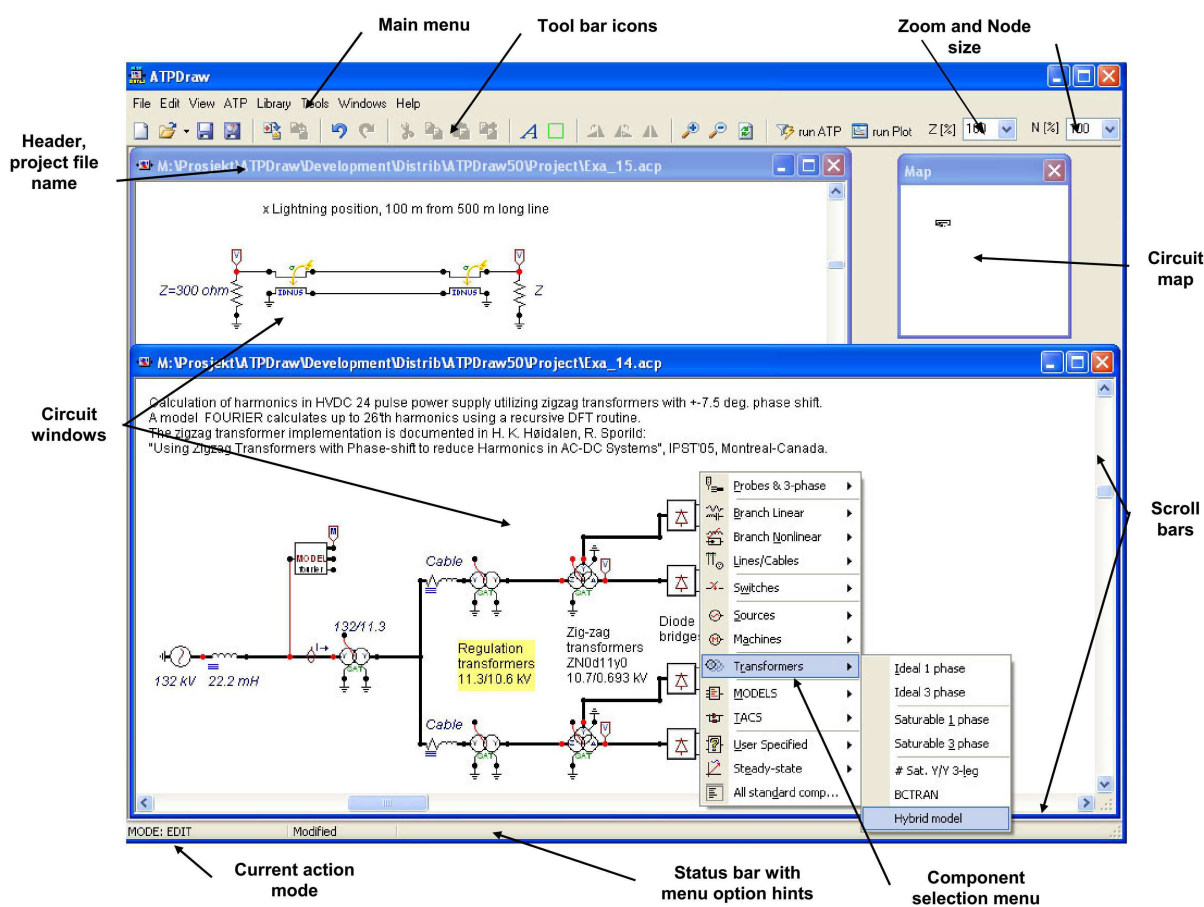 Main menu
Tool bar icons
Zoom and Node
size
ATPDraw
File Edit View ATP Library Tools Windows Help
run ATP
run Plot
Z [%] 100
N [%] 100
Header,
project file
name
M:\Prosjekt\ATPDraw\Development\Distrib\ATPDraw50\Project\Exa_15.acp
Map
x Lightning position, 100 m from 500 m long line
V
V
Circuit
map
Z=300 ohm
IDNUS
IDNUS
Z
M:\Prosjekt\ATPDraw\Development\Distrib\ATPDraw50\Project\Exa_14.acp
Circuit
windows
Calculation of harmonics in HVDC 24 pulse power supply utilizing zigzag transformers with +-7.5 deg. phase shift.
A model FOURIER calculates up to 26'th harmonics using a recursive DFT routine.
The zigzag transformer implementation is documented in H. K. Høidalen, R. Sporild:
"Using Zigzag Transformers with Phase-shift to reduce Harmonics in AC-DC Systems", IPST'05, Montreal-Canada.
Scroll
bars
Probes & 3-phase
Branch Linear
Branch Nonlinear
Lines/Cables
Switches
Sources
Machines
Transformers
MODELS
TACS
User Specified
Steady-state
All standard comp...
Ideal 1 phase
Ideal 3 phase
Saturable 1 phase
Saturable 3 phase
# Sat. Y/Y 3-leg
BCTRAN
Hybrid model
M
MODEL
fourier
Cable
SAT
V
SAT
132/11.3
I
SAT
132 kV
22.2 mH
Regulation
transformers
11.3/10.6 kV
Zig-zag
transformers
ZN0d11y0
10.7/0.693 kV
Diode
bridges
Cable
SAT
V
SAT
MODE: EDIT
Modified
Current action
mode
Status bar with
menu option hints
Component
selection menu